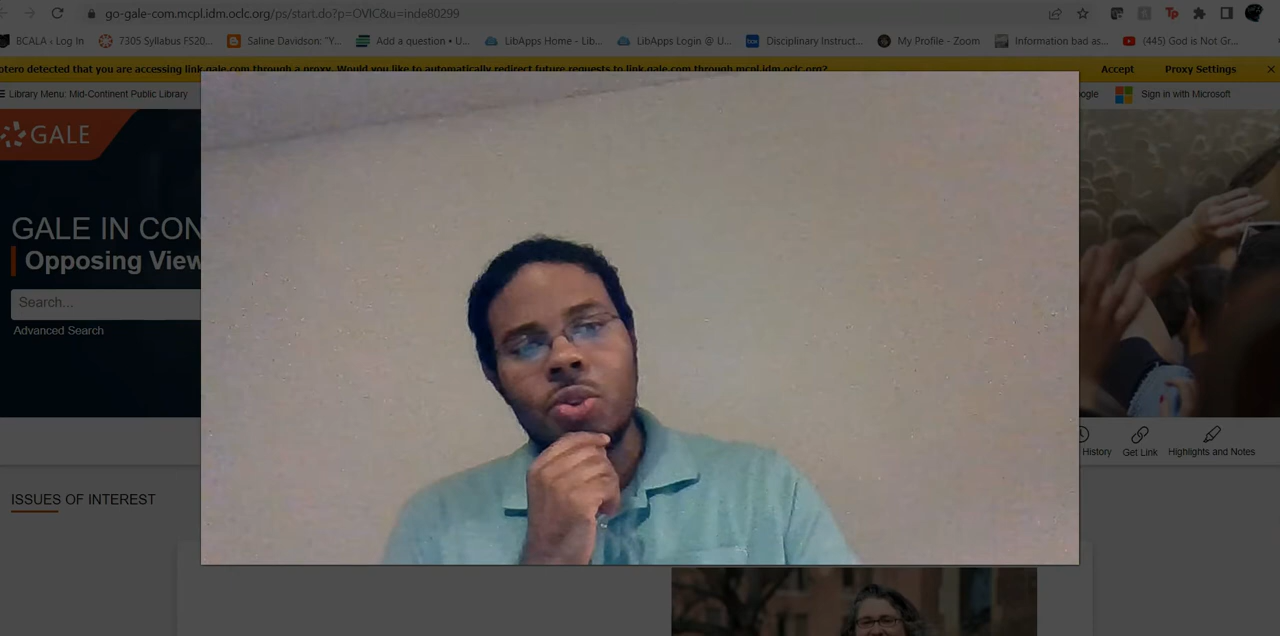 go-gale-com.mcpl.idm.oclc.org/ps/start.do?p=OVIC&u=inde80299
BCALA ‹ Log In 7305 Syllabus FS20... Saline Davidson: "Y... Add a question • U... LibApps Home - Lib... LibApps Login @ U... Disciplinary Instruct... My Profile - Zoom Information bad as... (445) God is Not Gr...
otero detected that you are accessing link.gale.com through a proxy. Would you like to automatically redirect future requests to link.gale.com through mcpl.idm.oclc.org? Accept Proxy Settings
Library Menu: Mid-Continent Public Library ogle Sign in with Microsoft
GALE
GALE IN CON
Opposing View
Search...
Advanced Search
History Get Link Highlights and Notes
ISSUES OF INTEREST